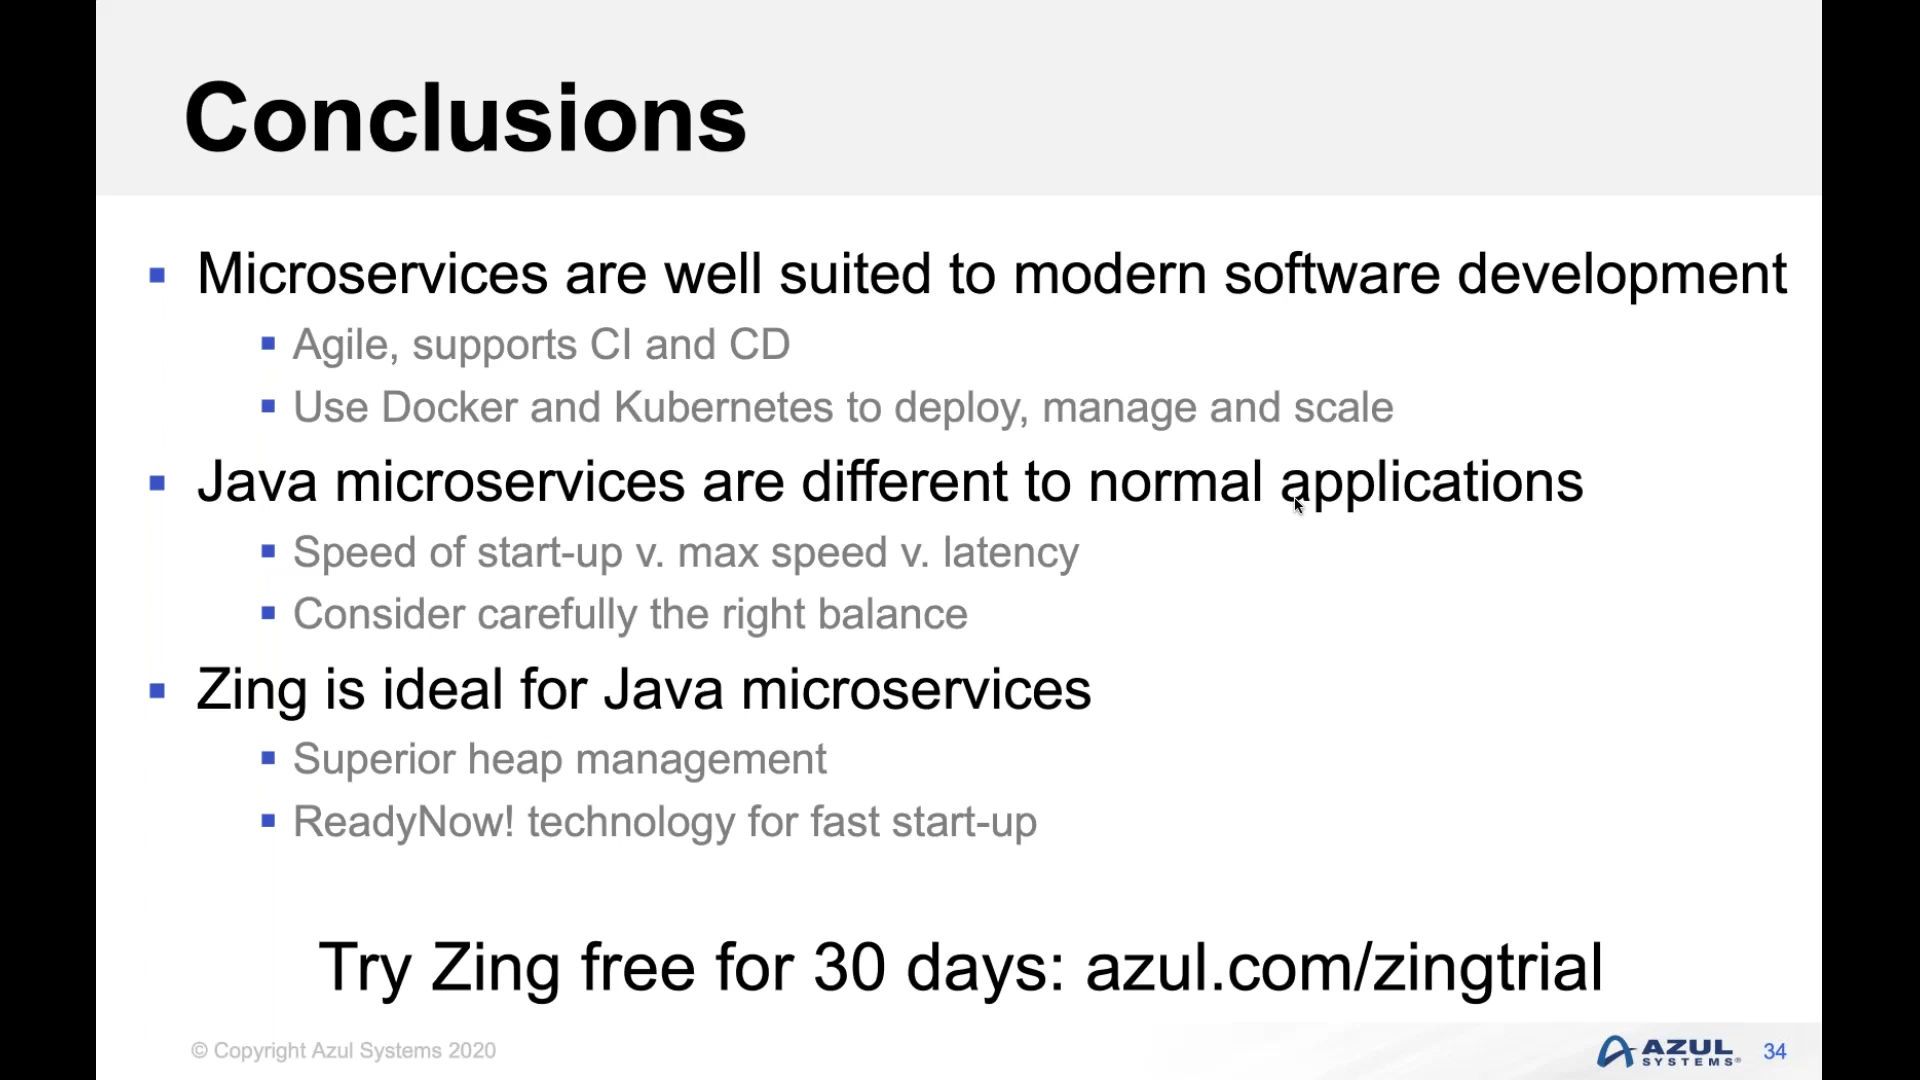 Conclusions
Microservices are well suited to modern software development
Agile, supports CI and CD
Use Docker and Kubernetes to deploy, manage and scale
Java microservices are different to normal applications
Speed of start-up v. max speed v. latency
Consider carefully the right balance
Zing is ideal for Java microservices
Superior heap management
ReadyNow! technology for fast start-up
Try Zing free for 30 days: azul.com/zingtrial
© Copyright Azul Systems 2020
AZUL
SYSTEMS®
34